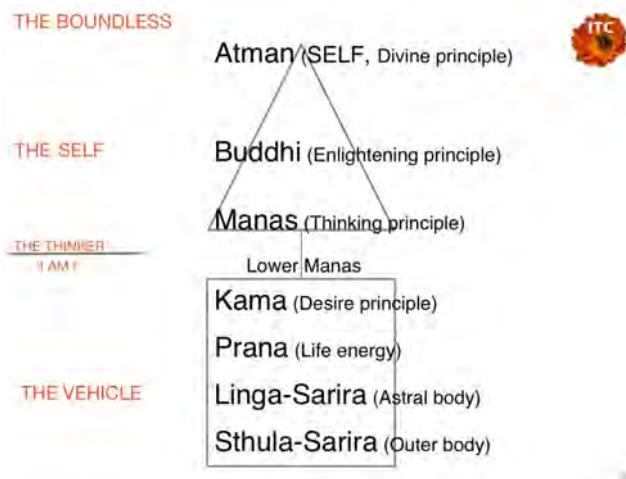 THE BOUNDLESS
ITC
Atman (SELF, Divine principle)
THE SELF
Buddhi (Enlightening principle)
Manas (Thinking principle)
THE THINKER
Lower Manas
Kama (Desire principle)
Prana (Life energy)
THE VEHICLE
Linga-Sarira (Astral body)
Sthula-Sarira (Outer body)